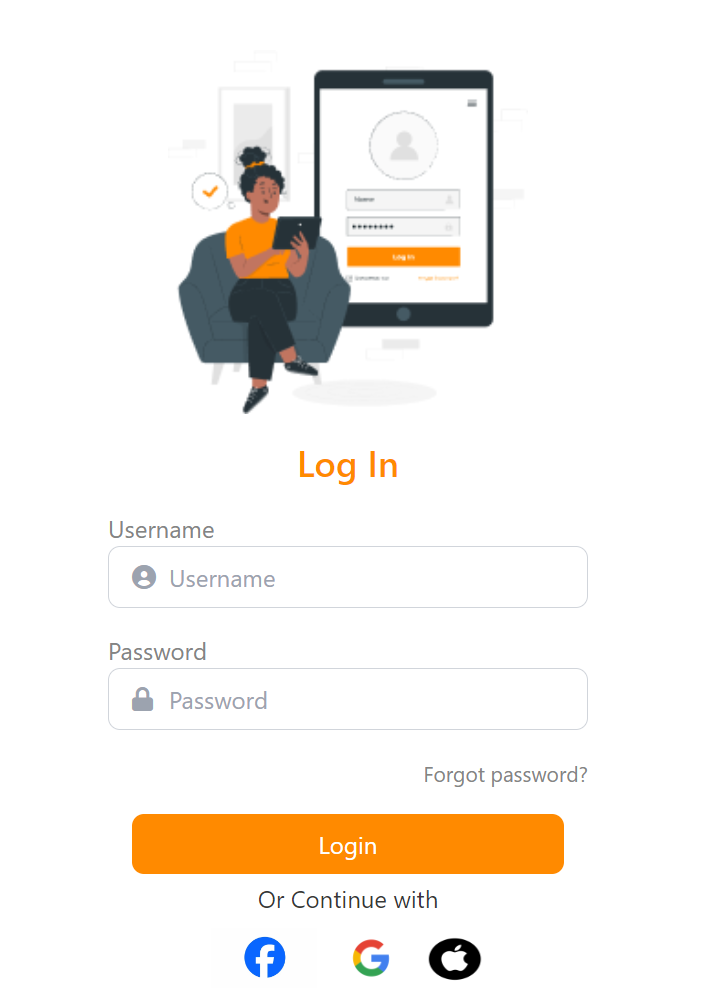 Name
********
Log In
Log In
Username
Username
Password
Password
Forgot password?
Login
Or Continue with